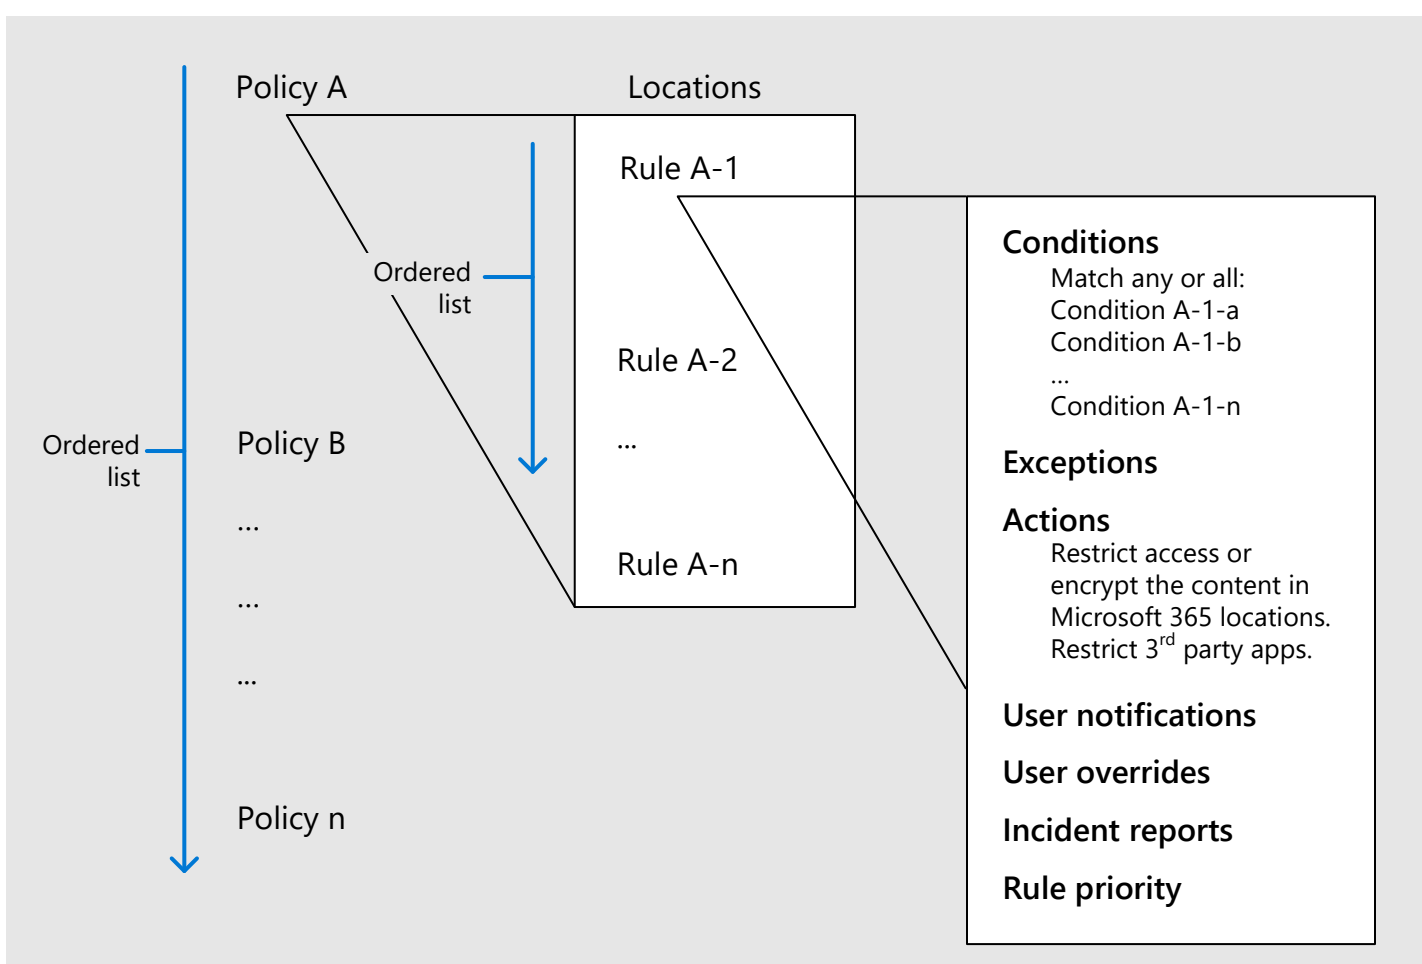 Policy A
Locations
Rule A-1
Ordered
list
Rule A-2
...
Rule A-n
Ordered
list
Policy B
...
...
...
Policy n
Conditions
Match any or all:
Condition A-1-a
Condition A-1-b
...
Condition A-1-n
Exceptions
Actions
Restrict access or
encrypt the content in
Microsoft 365 locations.
Restrict 3rd party apps.
User notifications
User overrides
Incident reports
Rule priority